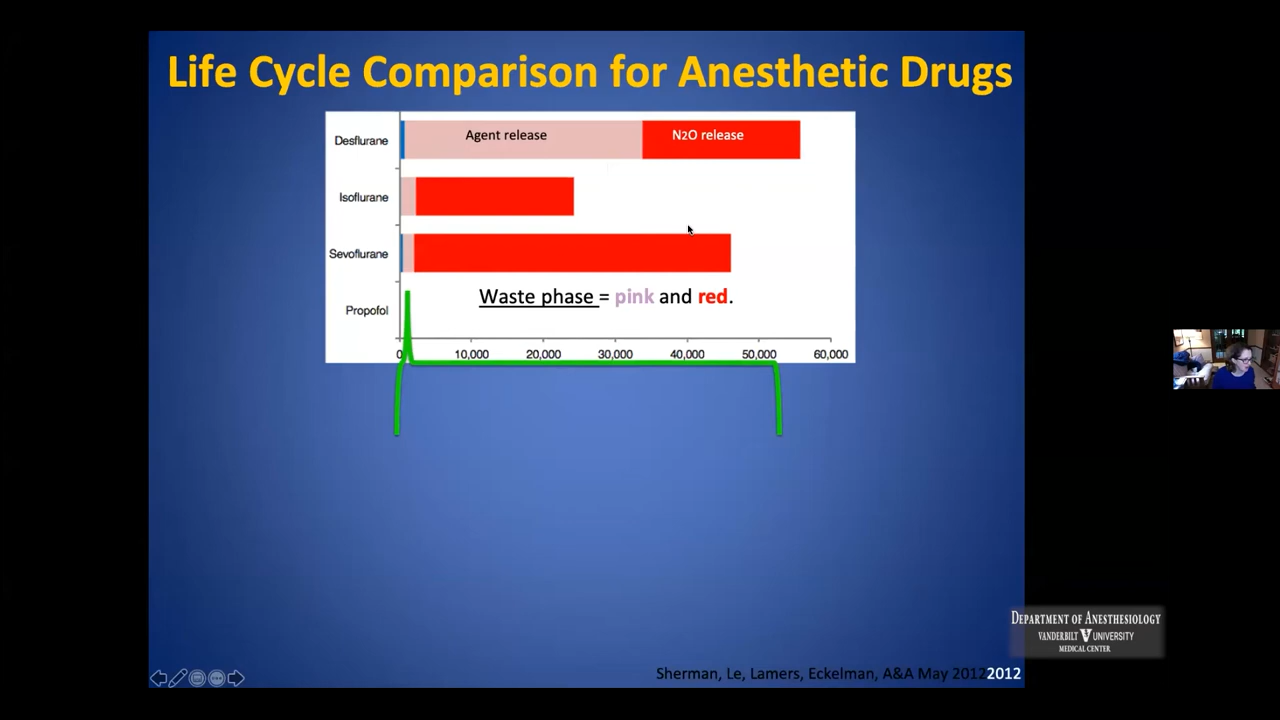 Life Cycle Comparison for Anesthetic Drugs
Desflurane
Agent release
N2O release
Isoflurane
Sevoflurane
Waste phase = pink and red.
Propofol
0 10,000 20,000 30,000 40,000 50,000 60,000
DEPARTMENT OF ANESTHESIOLOGY
VANDERBILT V UNIVERSITY
MEDICAL CENTER
Sherman, Le, Lamers, Eckelman, A&A May 20122012